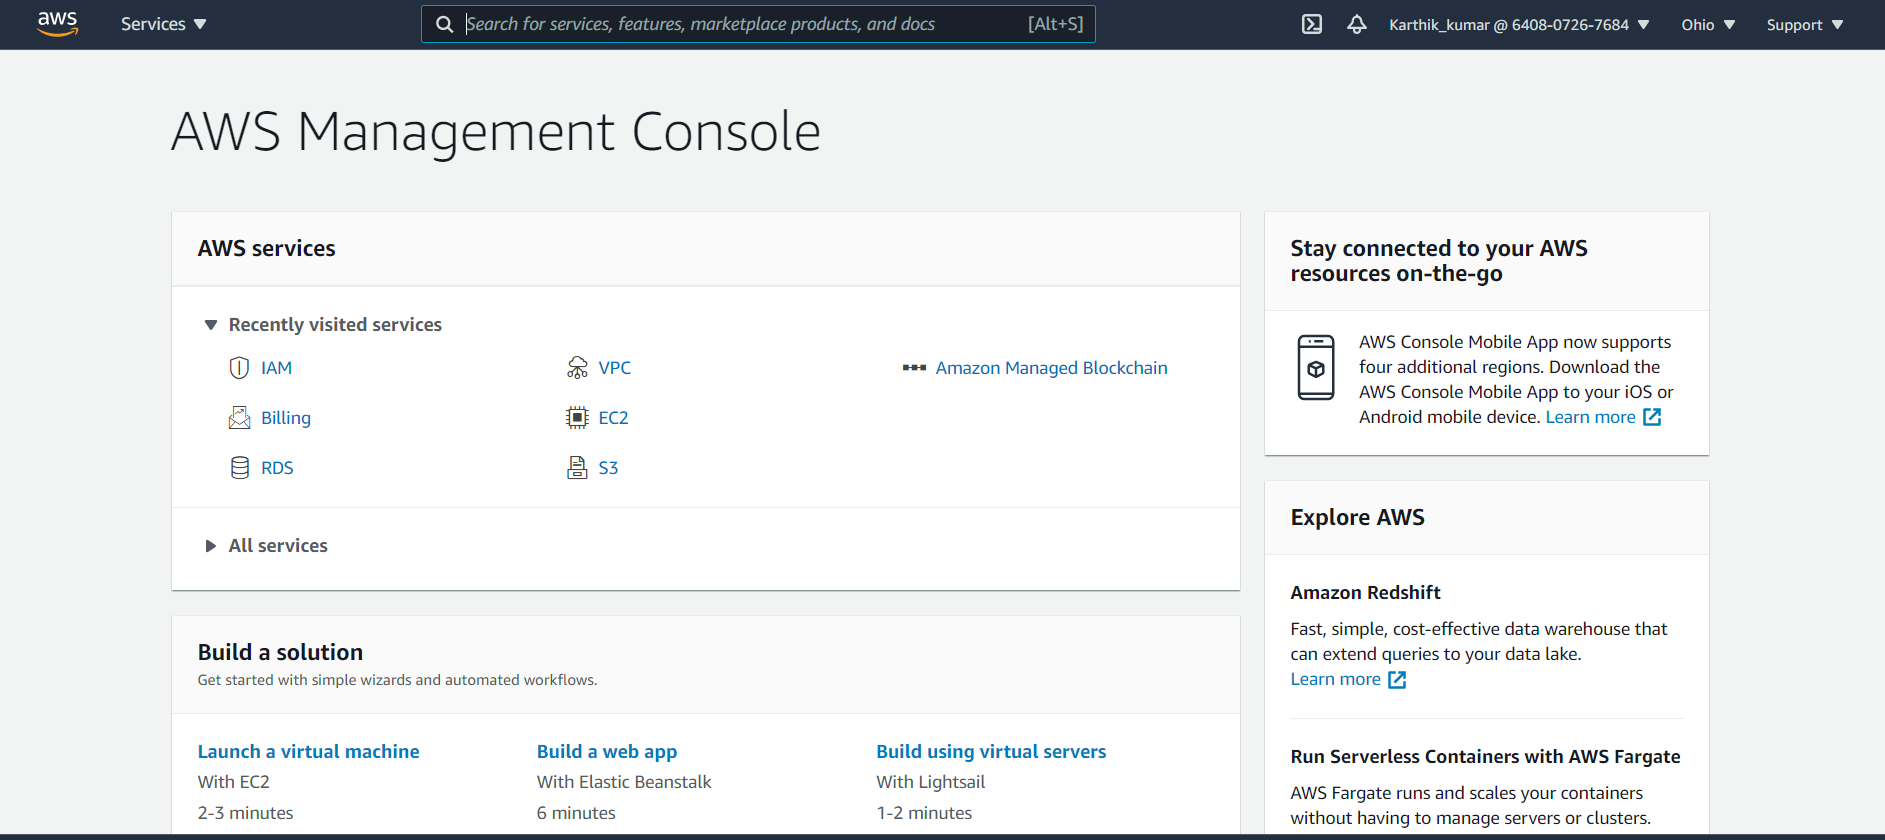 aws Services Search for services, features, marketplace products, and docs [Alt+S] Karthik_kumar @ 6408-0726-7684 Ohio Support
AWS Management Console
AWS services
Recently visited services
IAM VPC Amazon Managed Blockchain
Billing EC2
RDS S3
All services
Build a solution
Get started with simple wizards and automated workflows.
Launch a virtual machine
With EC2
2-3 minutes
Build a web app
With Elastic Beanstalk
6 minutes
Build using virtual servers
With Lightsail
1-2 minutes
Stay connected to your AWS
resources on-the-go
AWS Console Mobile App now supports
four additional regions. Download the
AWS Console Mobile App to your iOS or
Android mobile device. Learn more
Explore AWS
Amazon Redshift
Fast, simple, cost-effective data warehouse that
can extend queries to your data lake.
Learn more
Run Serverless Containers with AWS Fargate
AWS Fargate runs and scales your containers
without having to manage servers or clusters.